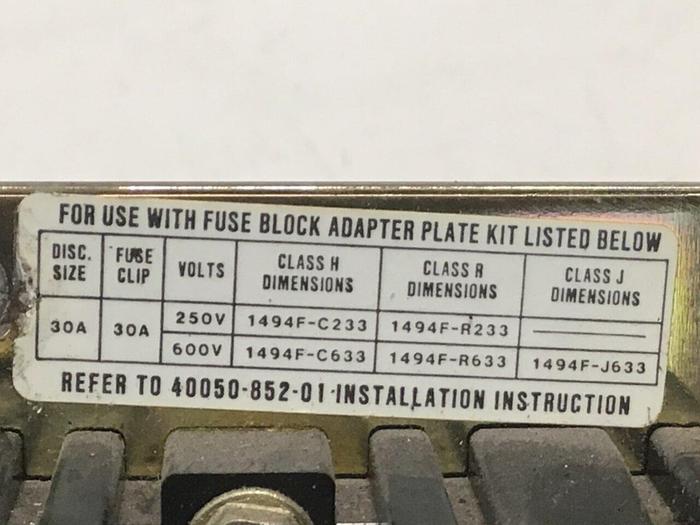 FOR USE WITH FUSE BLOCK ADAPTER PLATE KIT LISTED BELOW
DISC. SIZE FUSE CLIP VOLTS CLASS H DIMENSIONS CLASS R DIMENSIONS CLASS J DIMENSIONS
30A 30A 250V 1494F-C233 1494F-R233
600V 1494F-C633 1494F-R633 1494F-J633
REFER TO 40050-852-01 INSTALLATION INSTRUCTION